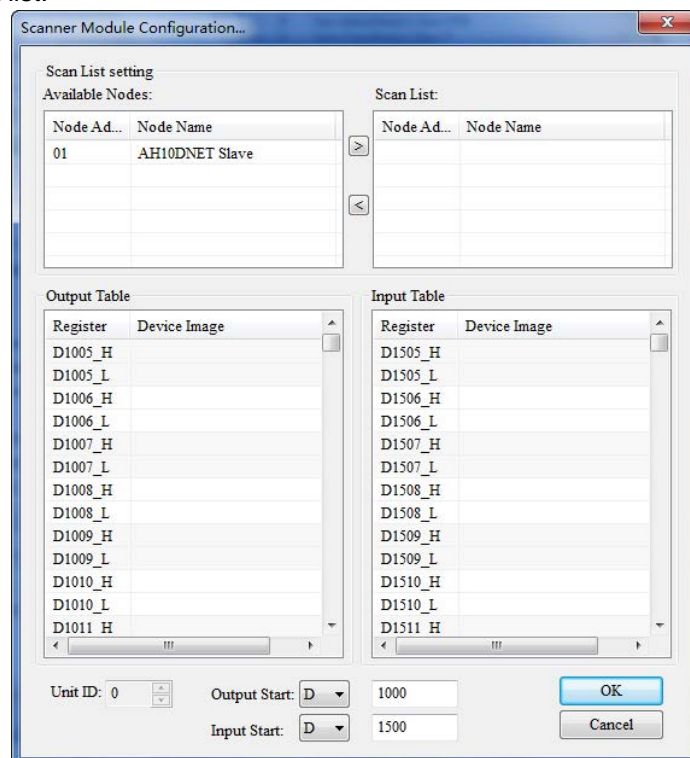 Scanner Module Configuration...
Scan List setting
Available Nodes:
Node Ad... Node Name
01 AH10DNET Slave
>
<
Scan List:
Node Ad... Node Name
Output Table
Register Device Image
D1005_H
D1005_L
D1006_H
D1006_L
D1007_H
D1007_L
D1008_H
D1008_L
D1009_H
D1009_L
D1010_H
D1010_L
D1011_H
Input Table
Register Device Image
D1505_H
D1505_L
D1506_H
D1506_L
D1507_H
D1507_L
D1508_H
D1508_L
D1509_H
D1509_L
D1510_H
D1510_L
D1511_H
Unit ID: 0
Output Start: D 1000
Input Start: D 1500
OK
Cancel